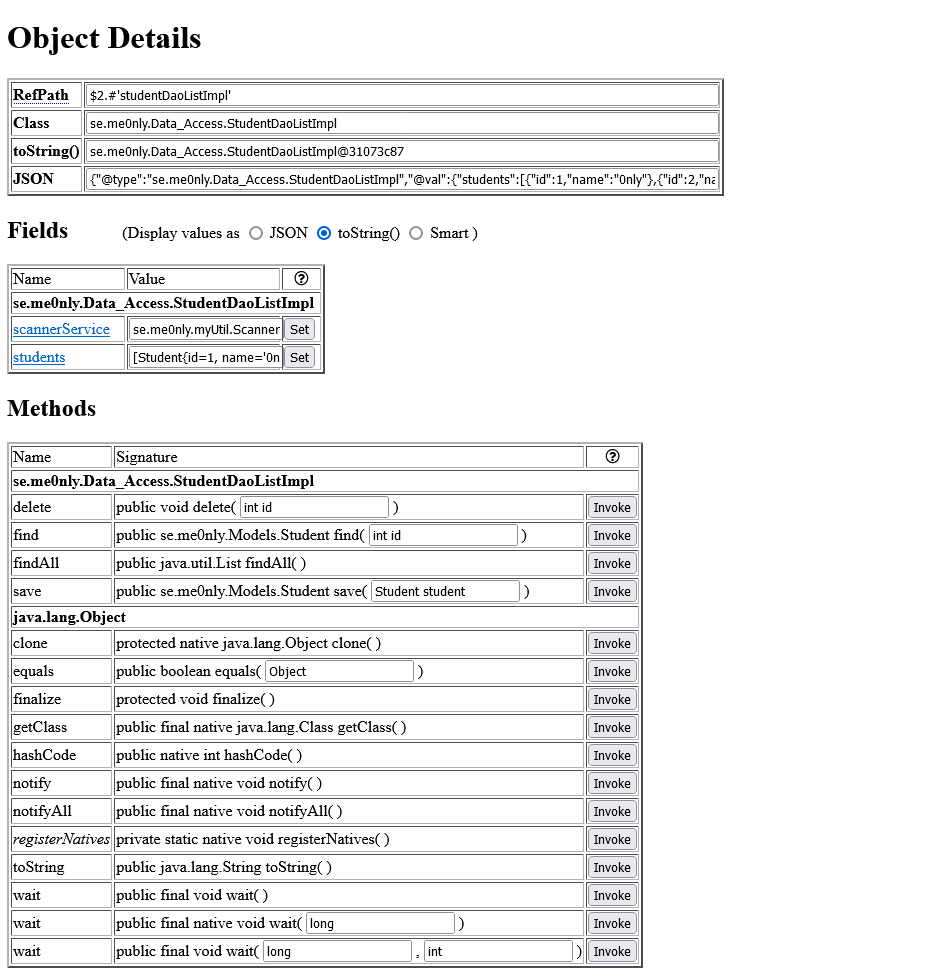 Object Details
RefPath $2.#'studentDaoListImpl'
Class se.me0nly.Data_Access.StudentDaoListImpl
toString() se.me0nly.Data_Access.StudentDaoListImpl@31073c87
JSON {"@type":"se.me0nly.Data_Access.StudentDaoListImpl","@val":{"students":[{"id":1,"name":"0nly"},{"id":2,"na
Fields (Display values as JSON toString() Smart )
Name Value ?
se.me0nly.Data_Access.StudentDaoListImpl
scannerService se.me0nly.myUtil.Scanner Set
students [Student{id=1, name='0n Set
Methods
Name Signature ?
se.me0nly.Data_Access.StudentDaoListImpl
delete public void delete( int id ) Invoke
find public se.me0nly.Models.Student find( int id ) Invoke
findAll public java.util.List findAll( ) Invoke
save public se.me0nly.Models.Student save( Student student ) Invoke
java.lang.Object
clone protected native java.lang.Object clone( ) Invoke
equals public boolean equals( Object ) Invoke
finalize protected void finalize( ) Invoke
getClass public final native java.lang.Class getClass( ) Invoke
hashCode public native int hashCode( ) Invoke
notify public final native void notify( ) Invoke
notifyAll public final native void notifyAll( ) Invoke
registerNatives private static native void registerNatives( ) Invoke
toString public java.lang.String toString( ) Invoke
wait public final void wait( ) Invoke
wait public final native void wait( long ) Invoke
wait public final void wait( long , int ) Invoke